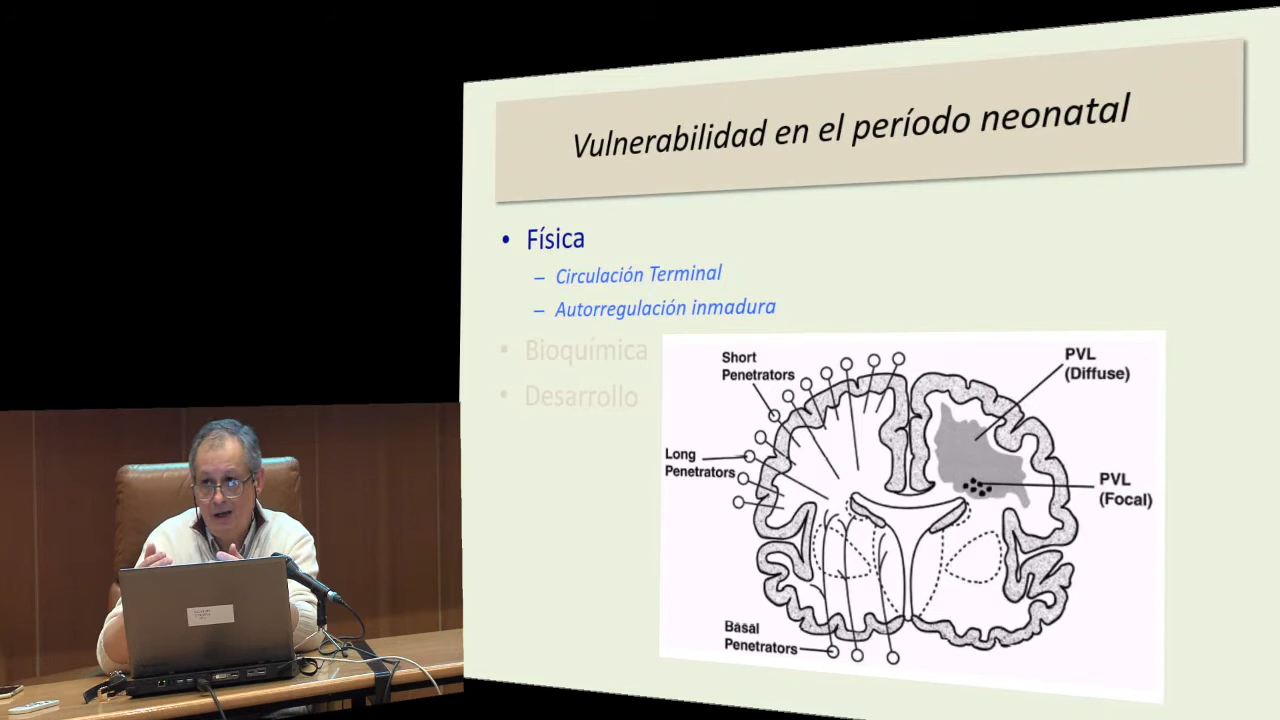 Vulnerabilidad en el período neonatal
• Física
– Circulación Terminal
– Autorregulación inmadura
• Bioquímica
• Desarrollo
Short
Penetrators
Long
Penetrators
Basal
Penetrators
PVL
(Diffuse)
PVL
(Focal)